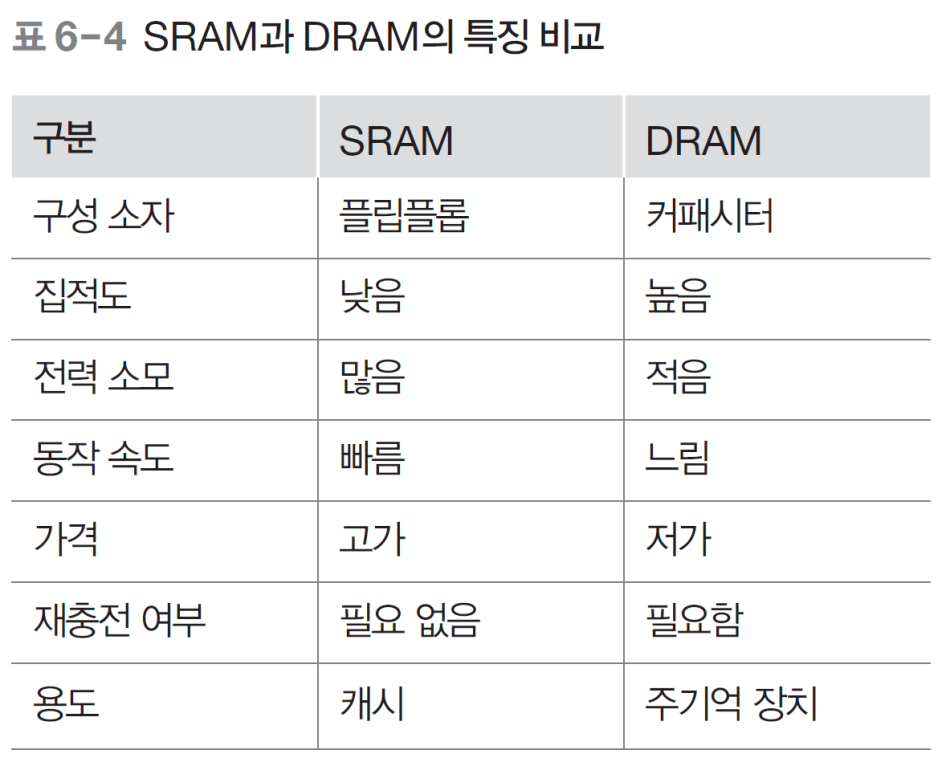 표 6-4 SRAM과 DRAM의 특징 비교
구분 SRAM DRAM
구성 소자 플립플롭 커패시터
집적도 낮음 높음
전력 소모 많음 적음
동작 속도 빠름 느림
가격 고가 저가
재충전 여부 필요 없음 필요함
용도 캐시 주기억 장치